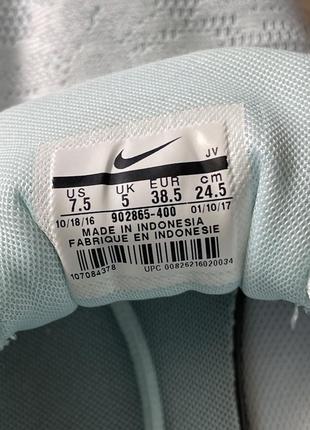 JV
US UK EUR cm
7.5 5 38.5 24.5
10/18/16 902865-400 01/10/17
MADE IN INDONESIA
FABRIQUE EN INDONESIE
107084378 UPC 00826216020034